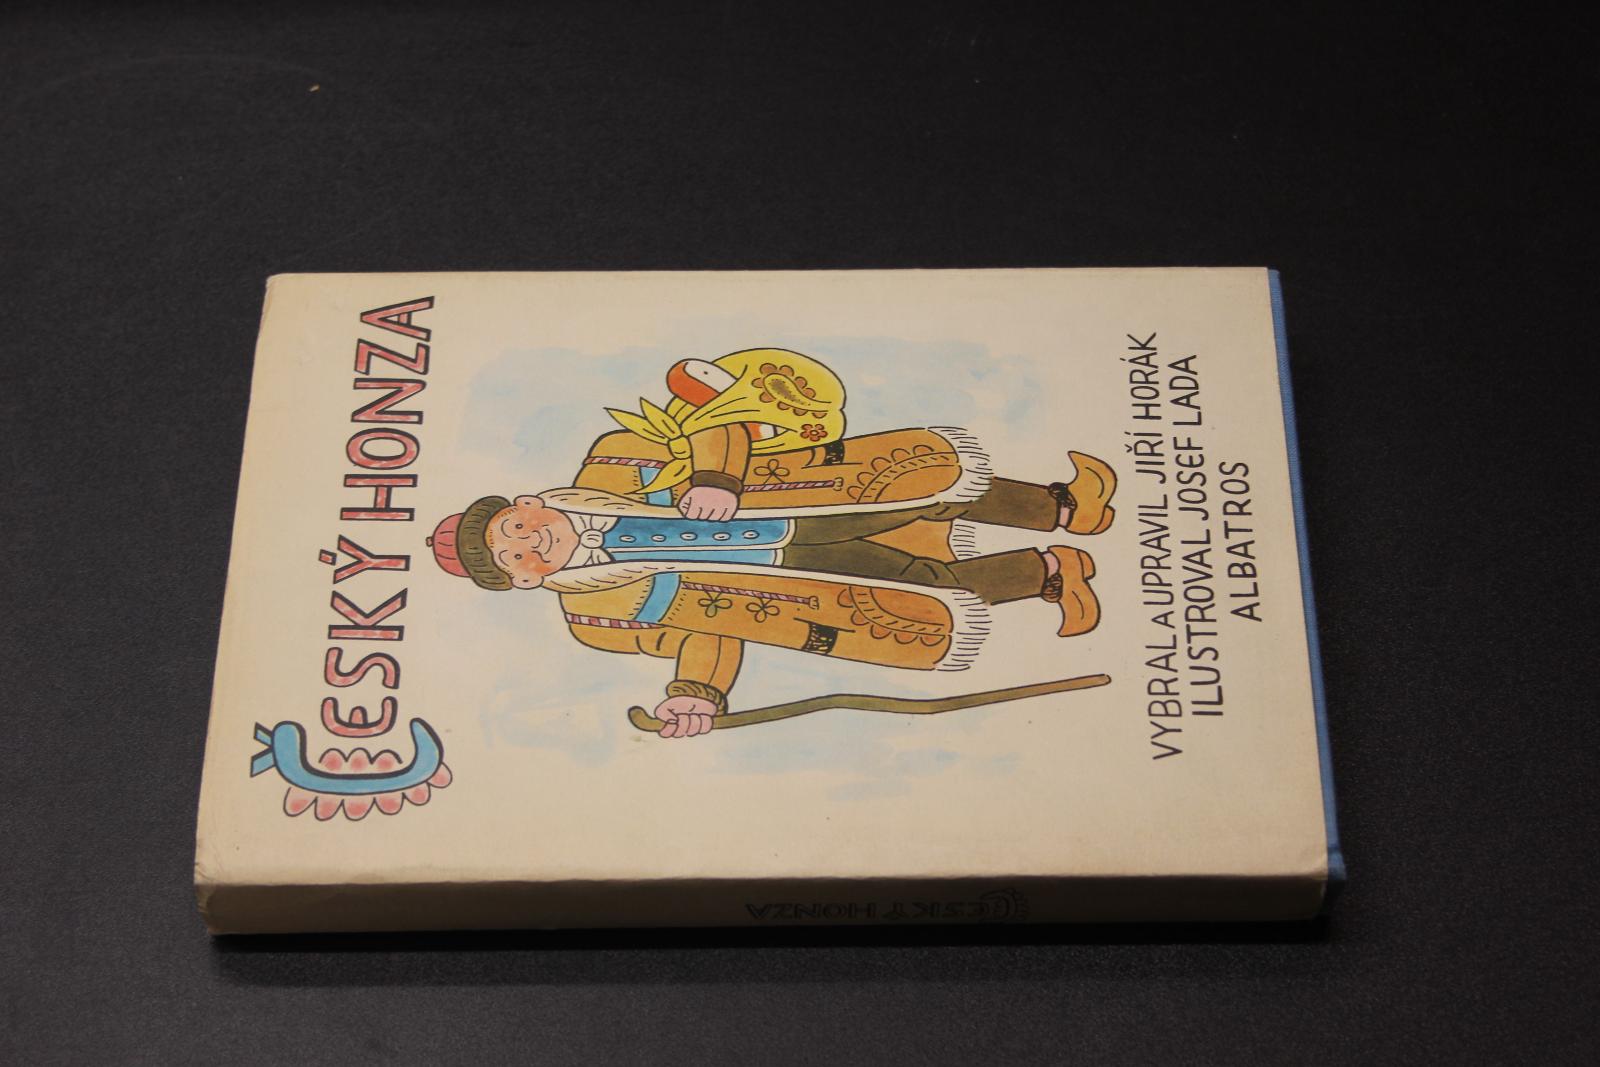 ČESKÝ HONZA
VYBRAL A UPRAVIL JIŘÍ HORÁK
ILUSTROVAL JOSEF LADA
ALBATROS
ČESKÝ HONZA